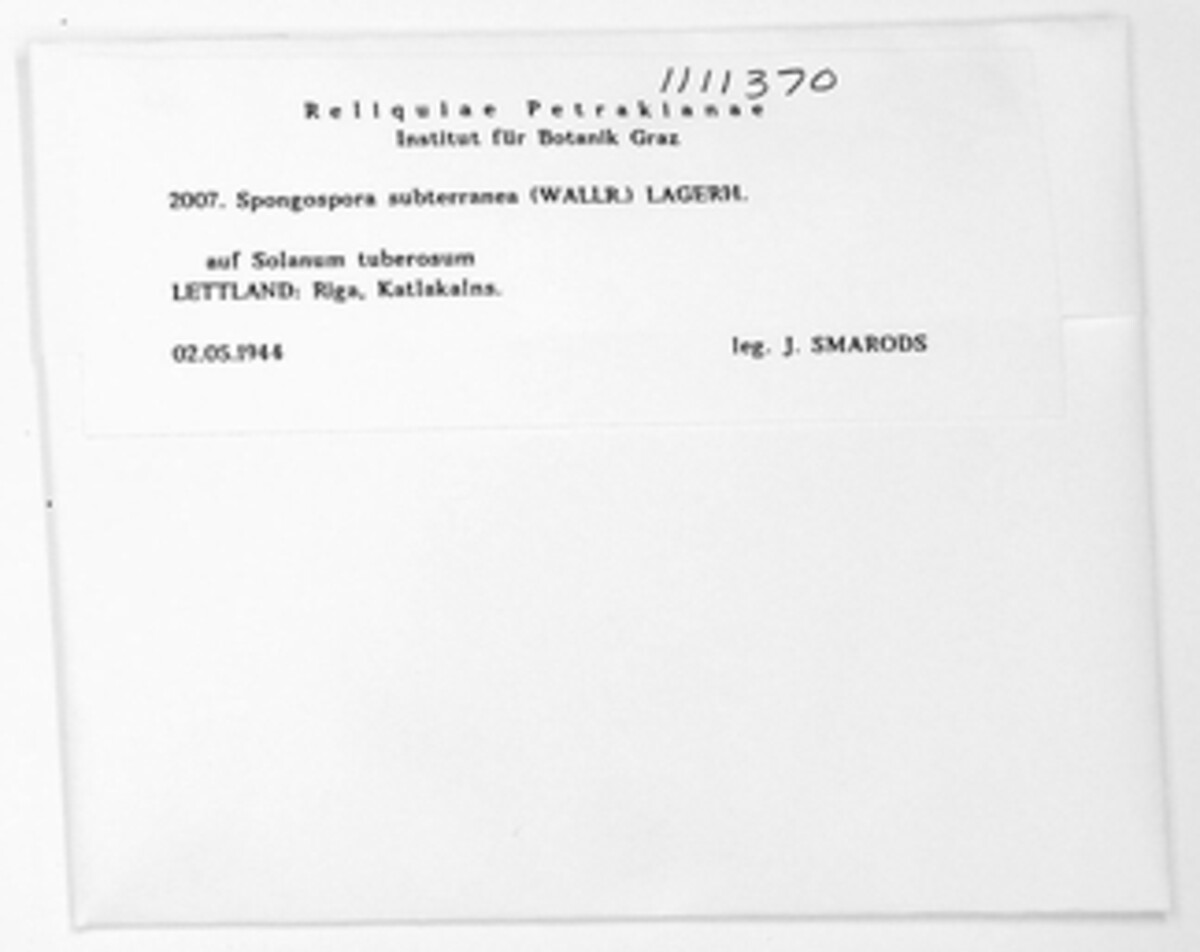 1111370
Reliquiae Petrakianae
Institut für Botanik Graz
2007. Spongospora subterranea (WALLR.) LAGERH.
auf Solanum tuberosum
LETTLAND: Riga, Katlakalns.
02.05.1944
leg. J. SMARODS